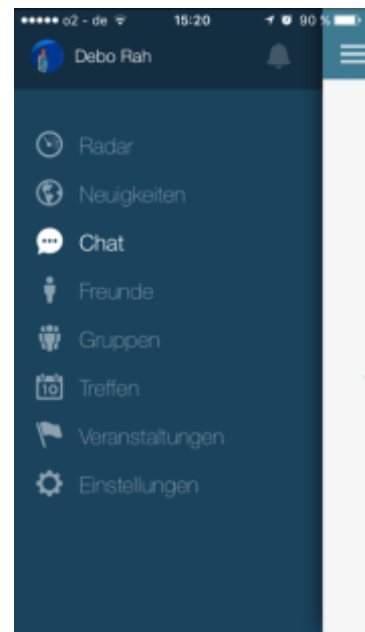 o2 - de 15:20 90 %
Debo Rah
Radar
Neuigkeiten
Chat
Freunde
Gruppen
10
Treffen
Veranstaltungen
Einstellungen